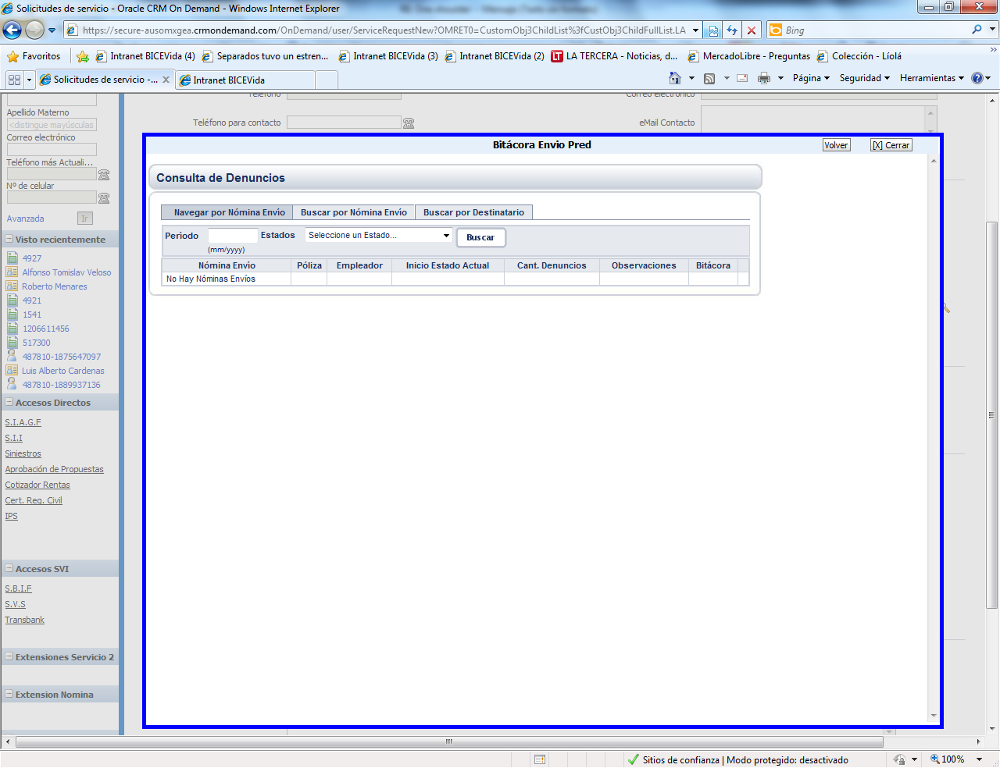 Solicitudes de servicio - Oracle CRM On Demand - Windows Internet Explorer
https://secure-ausomxgea.crmondemand.com/OnDemand/user/ServiceRequestNew?OMRET0=CustomObj3ChildList%3fCustObj3ChildFullList.LA
Bing
Favoritos
Intranet BICEVida (4)
Separados tuvo un estren...
Intranet BICEVida (3)
Intranet BICEVida (2)
LT LA TERCERA - Noticias, d...
MercadoLibre - Preguntas
Colección - Líolá
Solicitudes de servicio -...
Intranet BICEVida
Página
Seguridad
Herramientas
Apellido Materno
<distingue mayúsculas
Correo electrónico
Teléfono más Actuali...
Nº de celular
Avanzada
Ir
Visto recientemente
4927
Alfonso Tomislav Veloso
Roberto Menares
4921
1541
1206611456
517300
487810-1875647097
Luis Alberto Cardenas
487810-1889937136
Accesos Directos
S.I.A.G.F
S.I.I
Siniestros
Aprobación de Propuestas
Cotizador Rentas
Cert. Reg. Civil
IPS
Accesos SVI
S.B.I.F
S.V.S
Transbank
Extensiones Servicio 2
Extension Nomina
Teléfono
Correo electrónico
Teléfono para contacto
eMail Contacto
Bitácora Envio Pred
Volver
[X] Cerrar
Consulta de Denuncios
Navegar por Nómina Envío
Buscar por Nómina Envío
Buscar por Destinatario
Período
(mm/yyyy)
Estados
Seleccione un Estado...
Buscar
Nómina Envío Póliza Empleador Inicio Estado Actual Cant. Denuncios Observaciones Bitácora
No Hay Nóminas Envíos
Sitios de confianza | Modo protegido: desactivado
100%